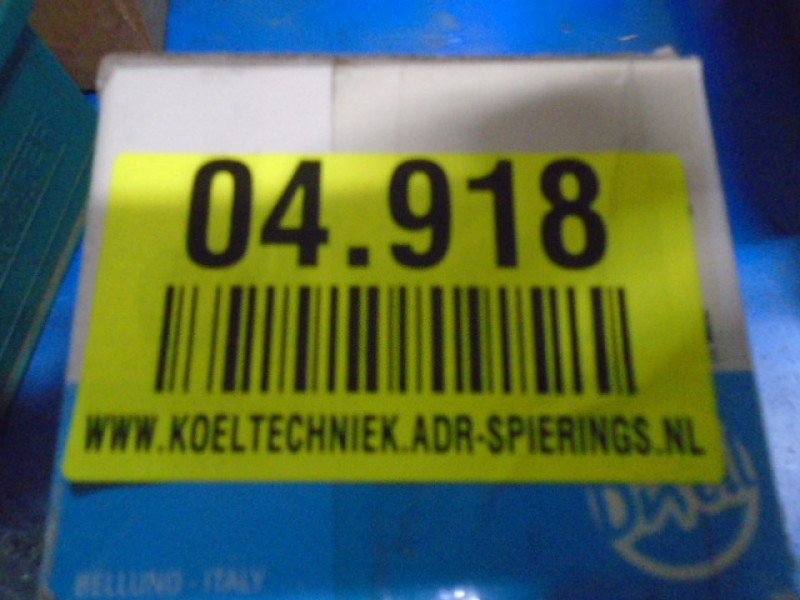 04.918
WWW.KOELTECHNIEK.ADR-SPIERINGS.NL
BELLUNO - ITALY